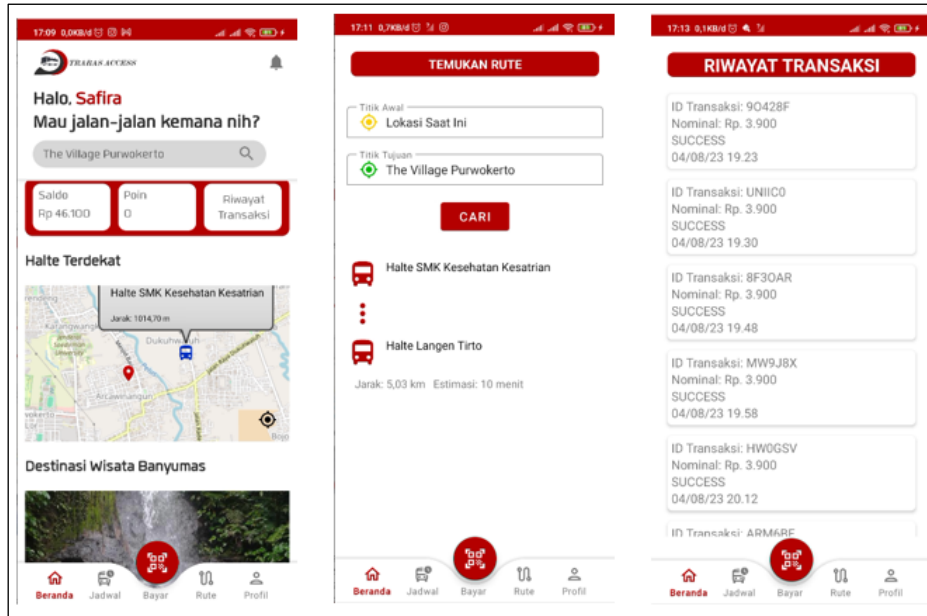 17:09 0,0KB/d
TRABAS ACCESS
Halo, Safira
Mau jalan-jalan kemana nih?
The Village Purwokerto
Saldo
Rp 46.100
Poin
0
Riwayat
Transaksi
Halte Terdekat
Halte SMK Kesehatan Kesatrian
Jarak: 1014,70 m
Dukuhwaluh
Arcawinangun
Bojo
Destinasi Wisata Banyumas
Beranda
Jadwal
Bayar
Rute
Profil
17:11 0,7KB/d
TEMUKAN RUTE
Titik Awal
Lokasi Saat Ini
Titik Tujuan
The Village Purwokerto
CARI
Halte SMK Kesehatan Kesatrian
Halte Langen Tirto
Jarak: 5,03 km Estimasi: 10 menit
Beranda
Jadwal
Bayar
Rute
Profil
17:13 0,1KB/d
RIWAYAT TRANSAKSI
ID Transaksi: 9O428F
Nominal: Rp. 3.900
SUCCESS
04/08/23 19.23
ID Transaksi: UNIIC0
Nominal: Rp. 3.900
SUCCESS
04/08/23 19.30
ID Transaksi: 8F3OAR
Nominal: Rp. 3.900
SUCCESS
04/08/23 19.48
ID Transaksi: MW9J8X
Nominal: Rp. 3.900
SUCCESS
04/08/23 19.58
ID Transaksi: HW0GSV
Nominal: Rp. 3.900
SUCCESS
04/08/23 20.12
ID Transaksi: ARM6BE
Beranda
Jadwal
Bayar
Rute
Profil